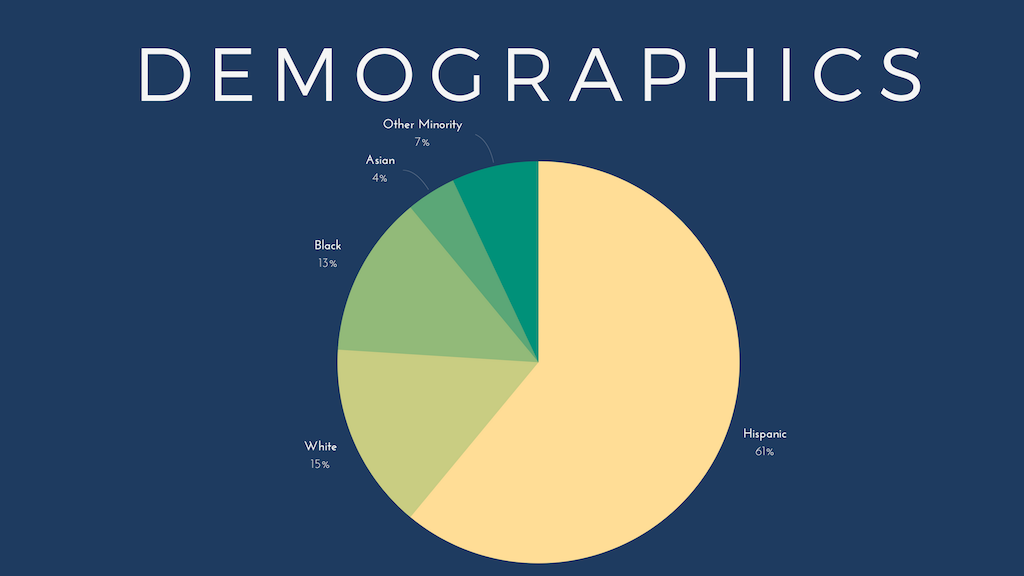 DEMOGRAPHICS
Other Minority
7%
Asian
4%
Black
13%
White
15%
Hispanic
61%